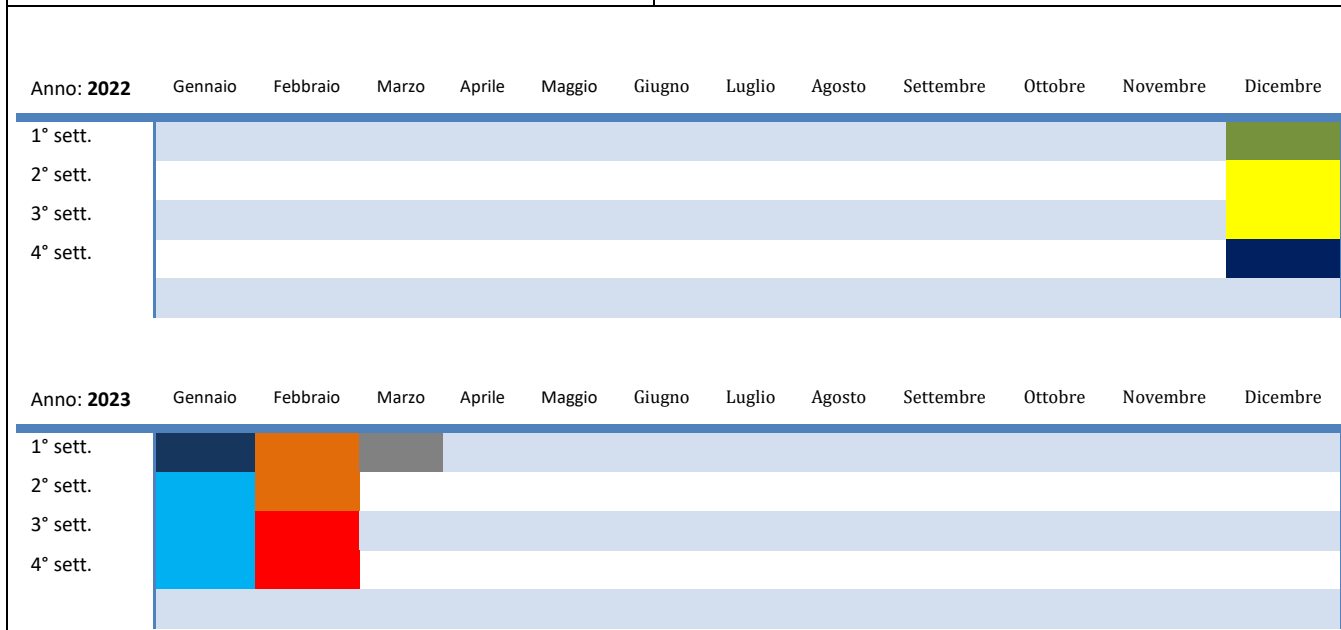 Anno: 2022 Gennaio Febbraio Marzo Aprile Maggio Giugno Luglio Agosto Settembre Ottobre Novembre Dicembre
1° sett.
2° sett.
3° sett.
4° sett.
Anno: 2023 Gennaio Febbraio Marzo Aprile Maggio Giugno Luglio Agosto Settembre Ottobre Novembre Dicembre
1° sett.
2° sett.
3° sett.
4° sett.